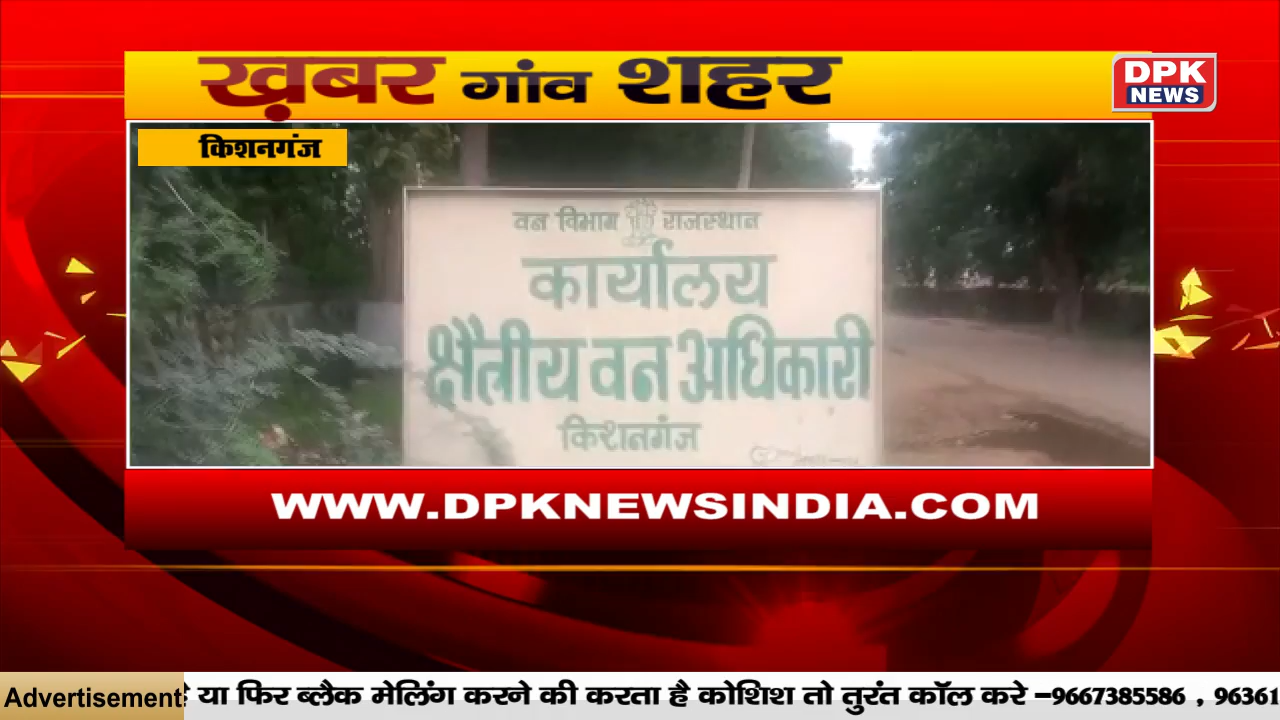 ख़बर गांव शहर
DPK
NEWS
किशनगंज
वन विभाग राजस्थान
कार्यालय
क्षैत्रीय वन अधिकारी
किशनगंज
WWW.DPKNEWSINDIA.COM
Advertisement या फिर ब्लैक मेलिंग करने की करता है कोशिश तो तुरंत कॉल करे –9667385586 , 96361